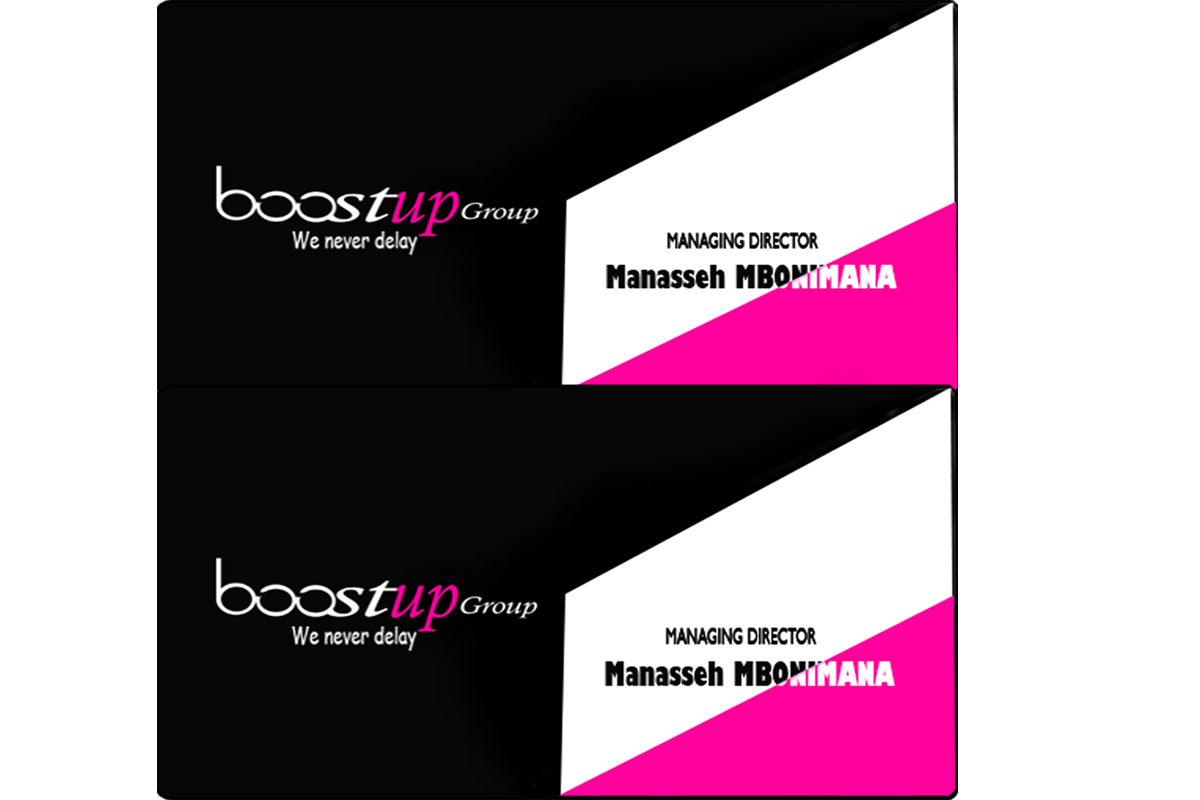 boostup Group
We never delay
MANAGING DIRECTOR
Manasseh MBONIMANA
boostup Group
We never delay
MANAGING DIRECTOR
Manasseh MBONIMANA